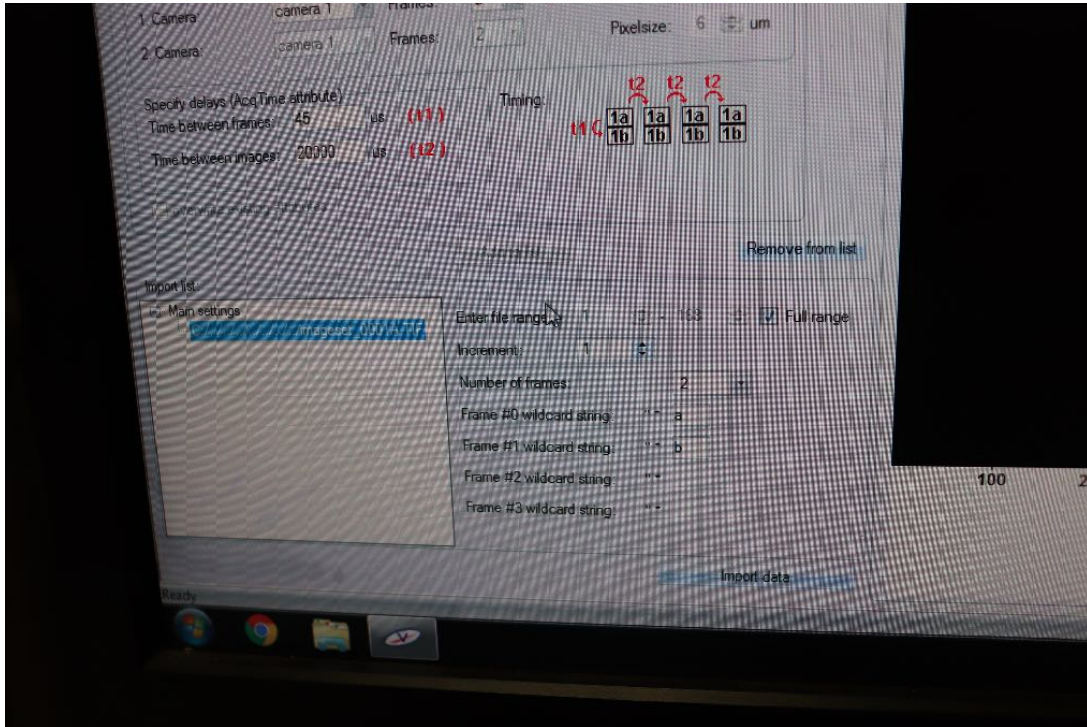 1. Camera: camera 1 Frames:
2. Camera: camera 1 Frames: 2
Pixelsize: 6 um
Specify delays (AcqTime attribute)
Time between frames: 45 us (t1)
Time between images: 20000 us (t2)
Timing:
t2 t2 t2
t1 1a 1a 1a 1a
1b 1b 1b 1b
Remove from list
Import list:
Main settings
Enter file range: 1 168 Full range
Increment: 1
Number of frames: 2
Frame #0 wildcard string: "" a
Frame #1 wildcard string: "" b
Frame #2 wildcard string: ""
Frame #3 wildcard string: ""
Import data
Ready
100
2